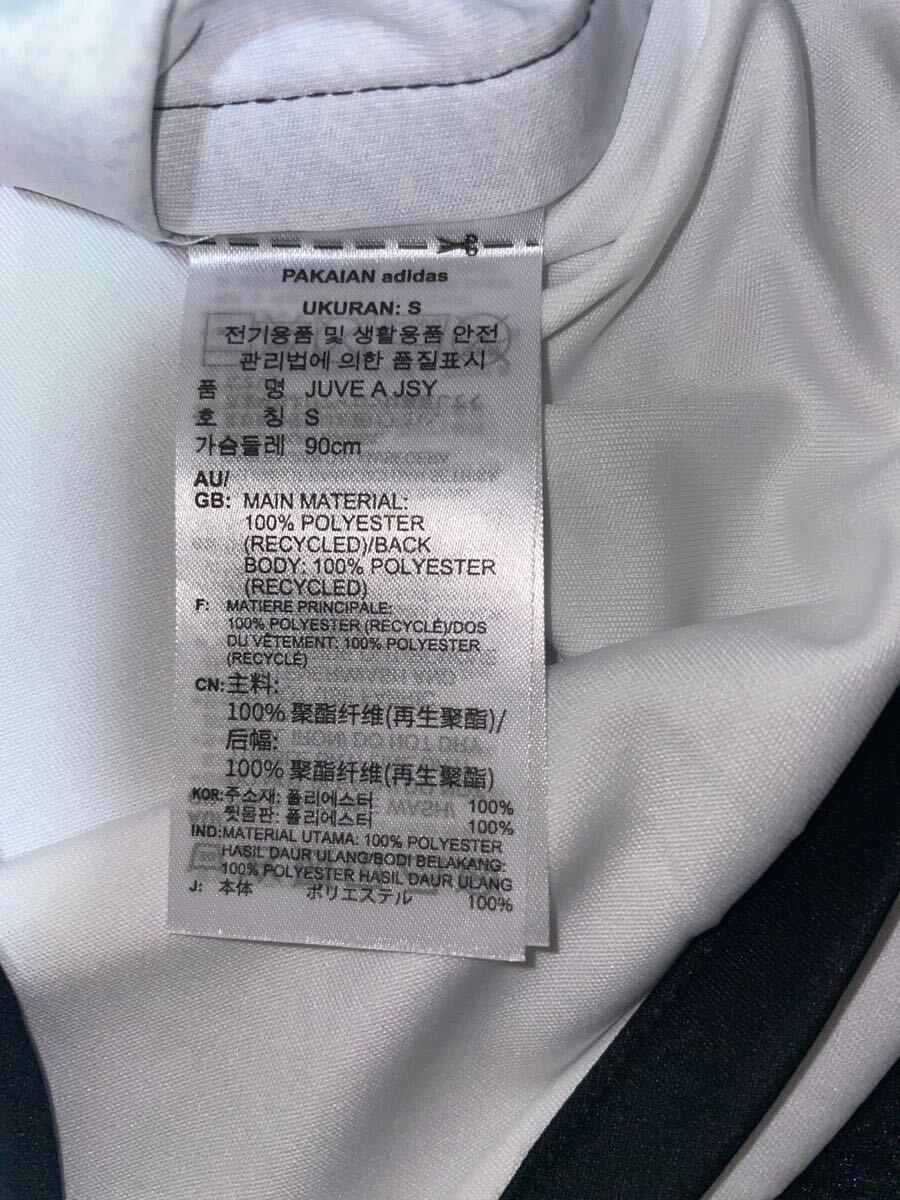 PAKAIAN adidas
UKURAN: S
전기용품 및 생활용품 안전
관리법에 의한 품질표시
품 명 JUVE A JSY
호 칭 S
가슴둘레 90cm
AU/
GB: MAIN MATERIAL:
100% POLYESTER
(RECYCLED)/BACK
BODY: 100% POLYESTER
(RECYCLED)
F: MATIERE PRINCIPALE:
100% POLYESTER (RECYCLÉ)/DOS
DU VÊTEMENT: 100% POLYESTER
(RECYCLÉ)
CN:主料:
100% 聚酯纤维(再生聚酯)/
后幅:
100% 聚酯纤维(再生聚酯)
KOR:주소재: 폴리에스터 100%
뒷몸판: 폴리에스터 100%
IND:MATERIAL UTAMA: 100% POLYESTER
HASIL DAUR ULANG/BODI BELAKANG:
100% POLYESTER HASIL DAUR ULANG
J: 本体 ポリエステル 100%